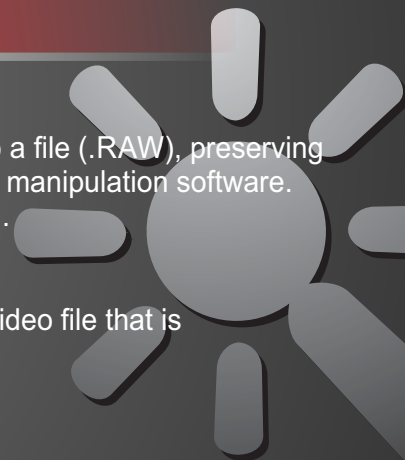 a file (.RAW), preserving
manipulation software.
.
ideo file that is